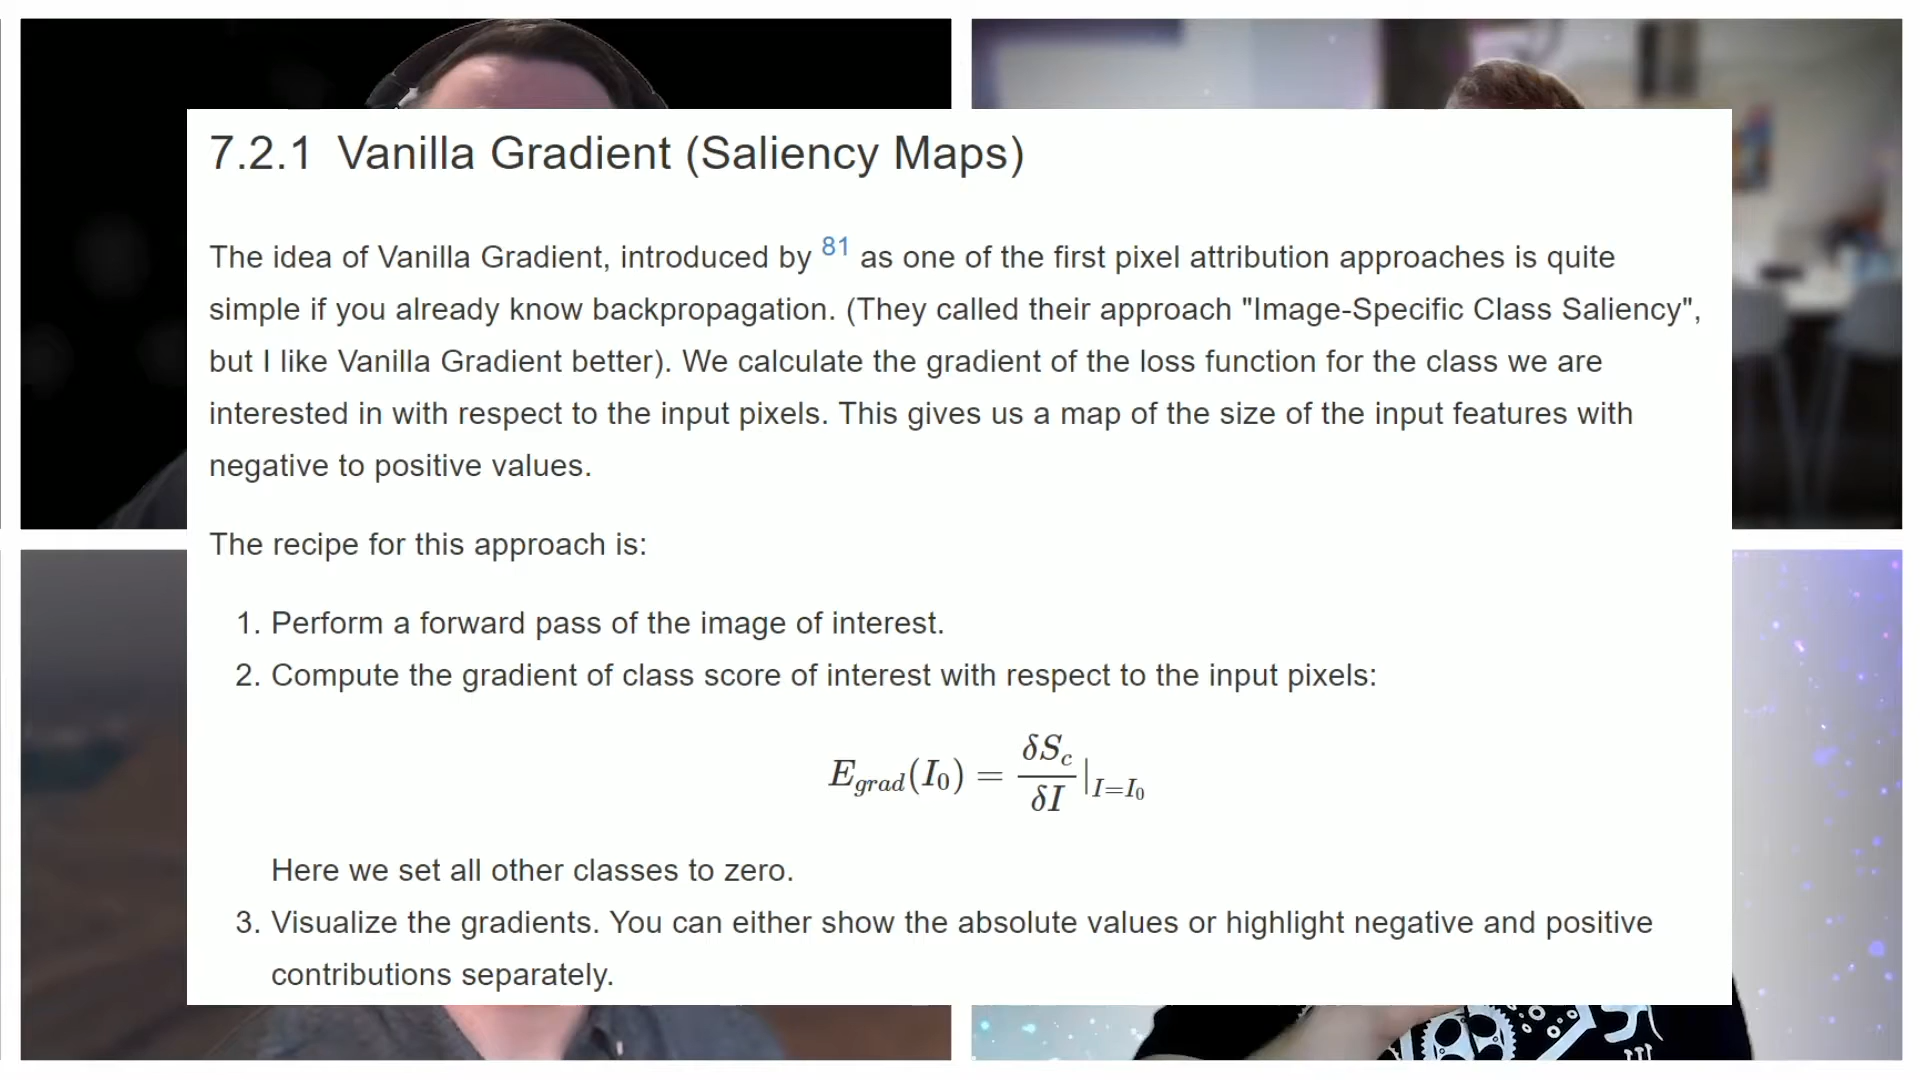 7.2.1 Vanilla Gradient (Saliency Maps)
The idea of Vanilla Gradient, introduced by 81 as one of the first pixel attribution approaches is quite
simple if you already know backpropagation. (They called their approach "Image-Specific Class Saliency",
but I like Vanilla Gradient better). We calculate the gradient of the loss function for the class we are
interested in with respect to the input pixels. This gives us a map of the size of the input features with
negative to positive values.
The recipe for this approach is:
1. Perform a forward pass of the image of interest.
2. Compute the gradient of class score of interest with respect to the input pixels:
E_grad(I_0) = δS_c/δI |_{I=I_0}
Here we set all other classes to zero.
3. Visualize the gradients. You can either show the absolute values or highlight negative and positive
contributions separately.